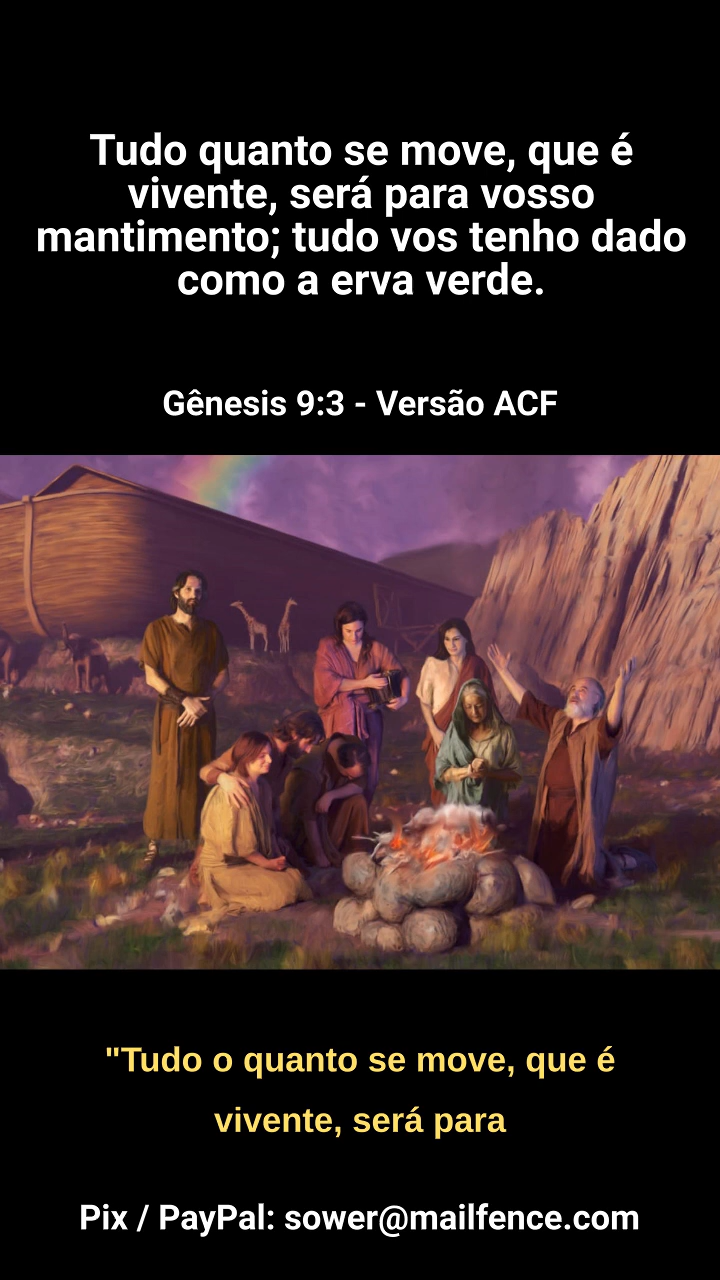 Tudo quanto se move, que é
vivente, será para vosso
mantimento; tudo vos tenho dado
como a erva verde.
Gênesis 9:3 - Versão ACF
"Tudo o quanto se move, que é
vivente, será para
Pix / PayPal: sower@mailfence.com